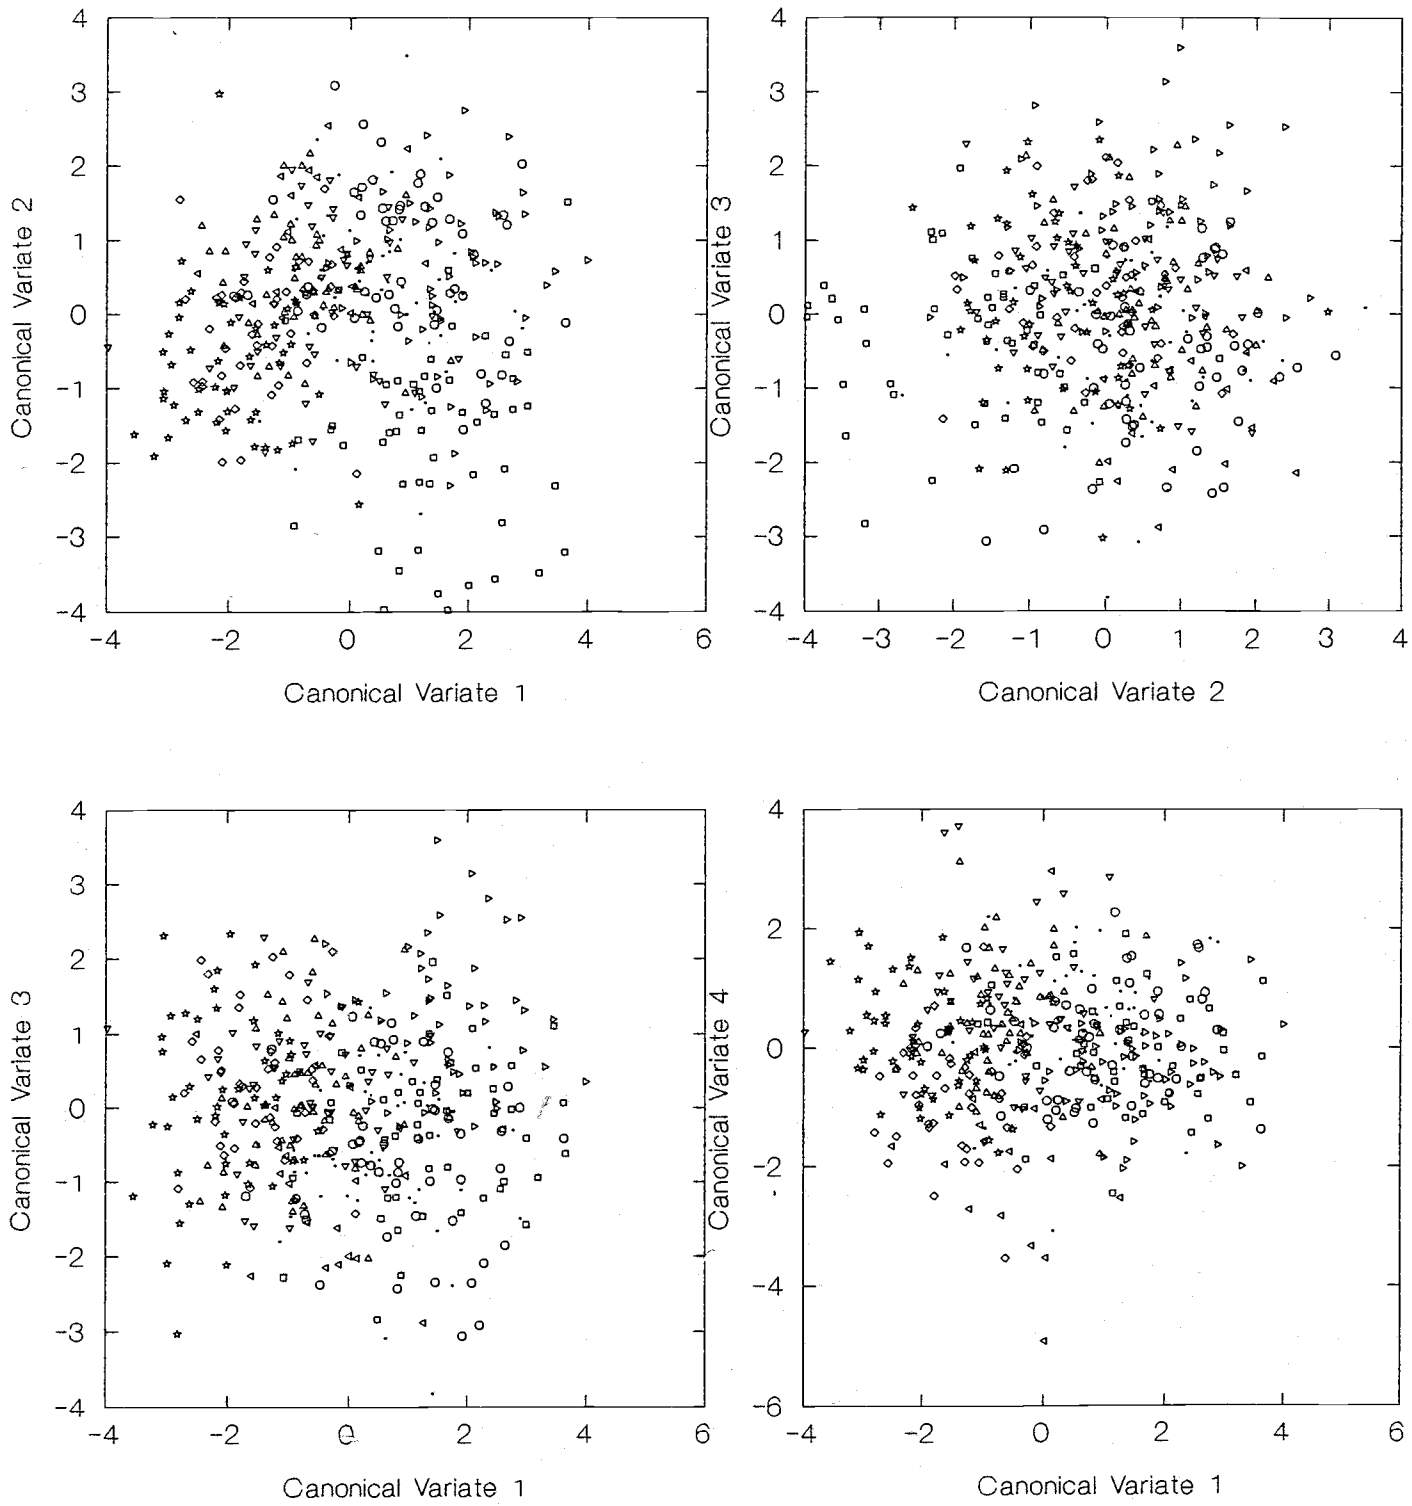 4
3
2
1
0
-1
-2
-3
-4
Canonical Variate 2
-4 -2 0 2 4 6
Canonical Variate 1
4
3
2
1
0
-1
-2
-3
-4
Canonical Variate 3
-4 -3 -2 -1 0 1 2 3 4
Canonical Variate 2
4
3
2
1
0
-1
-2
-3
-4
Canonical Variate 3
-4 -2 0 2 4 6
Canonical Variate 1
4
2
0
-2
-4
-6
Canonical Variate 4
-4 -2 0 2 4 6
Canonical Variate 1